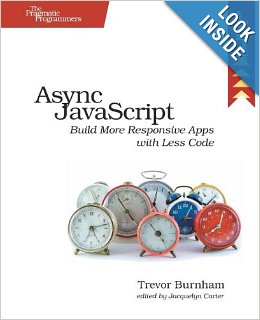 The
Pragmatic
Programmers
LOOK
INSIDE
Async
JavaScript
Build More Responsive Apps
with Less Code
Trevor Burnham
edited by Jacquelyn Carter